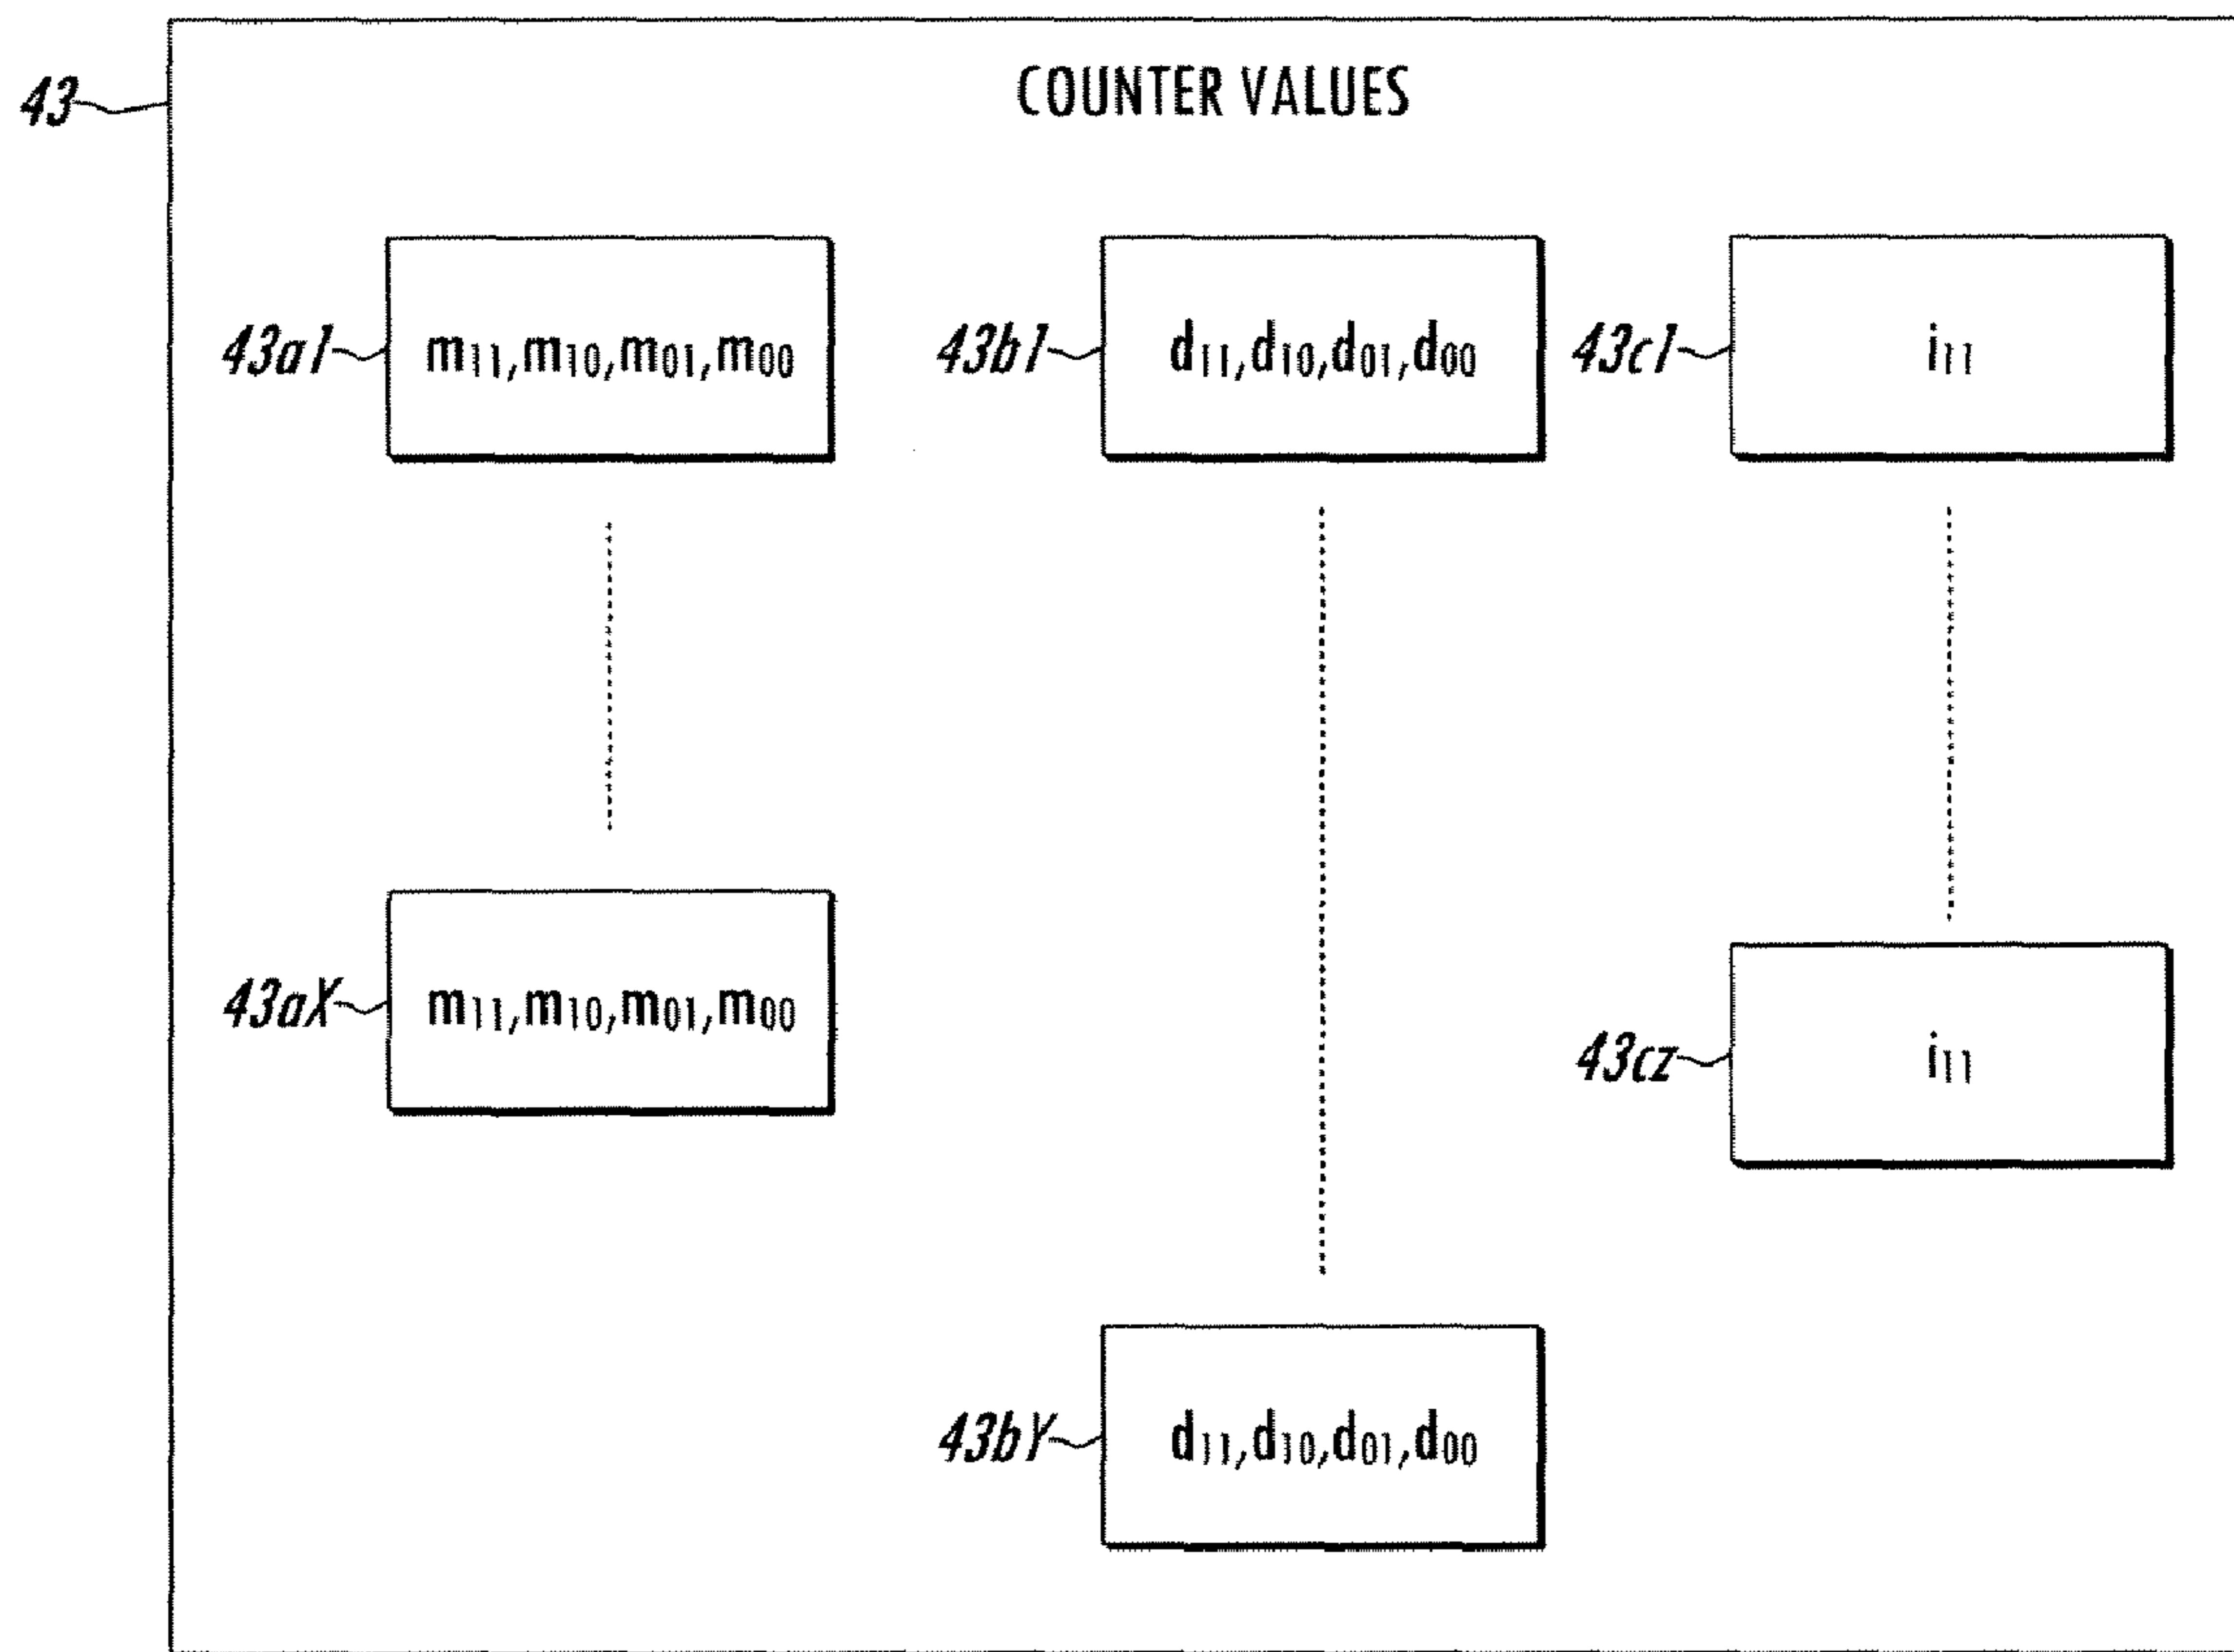 COUNTER VALUES
43
43a1 m11,m10,m01,m00
43b1 d11,d10,d01,d00
43c1 i11
43aX m11,m10,m01,m00
43cz i11
43bY d11,d10,d01,d00